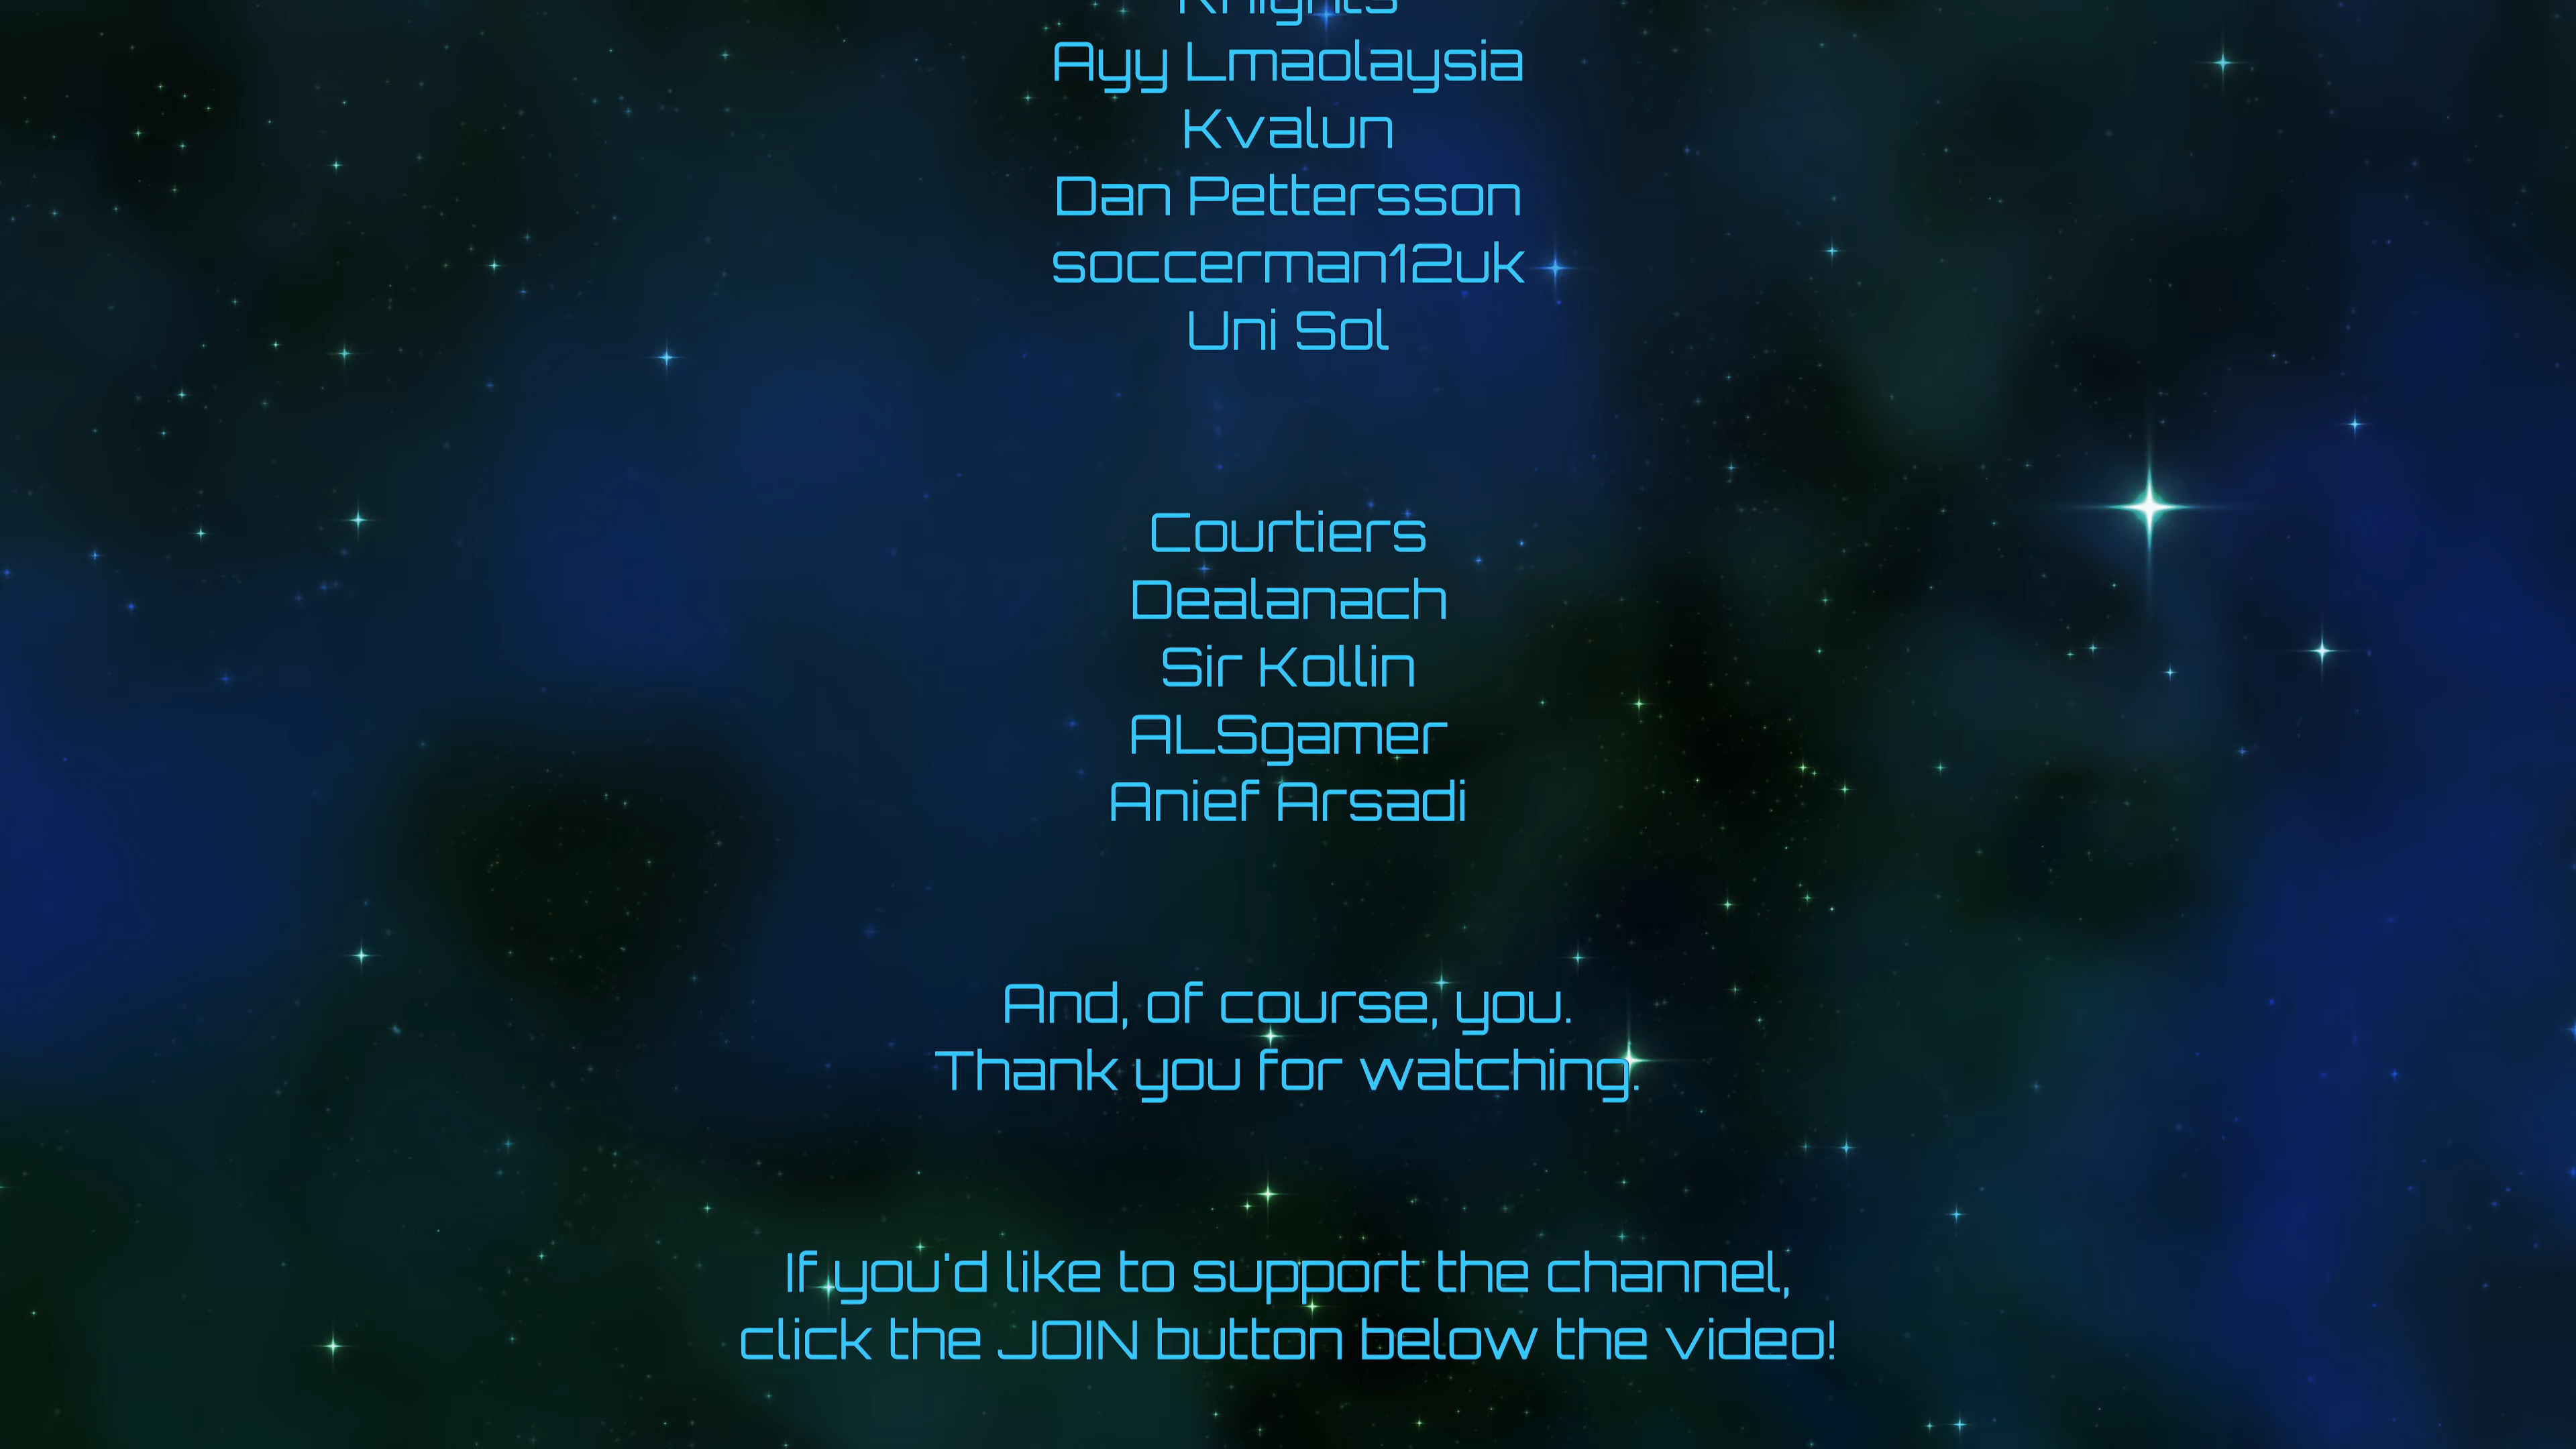 Knights
Ayy Lmaolaysia
Kvalun
Dan Pettersson
soccerman12uk
Uni Sol
Courtiers
Dealanach
Sir Kollin
ALSgamer
Anief Arsadi
And, of course, you.
Thank you for watching.
If you'd like to support the channel,
click the JOIN button below the video!